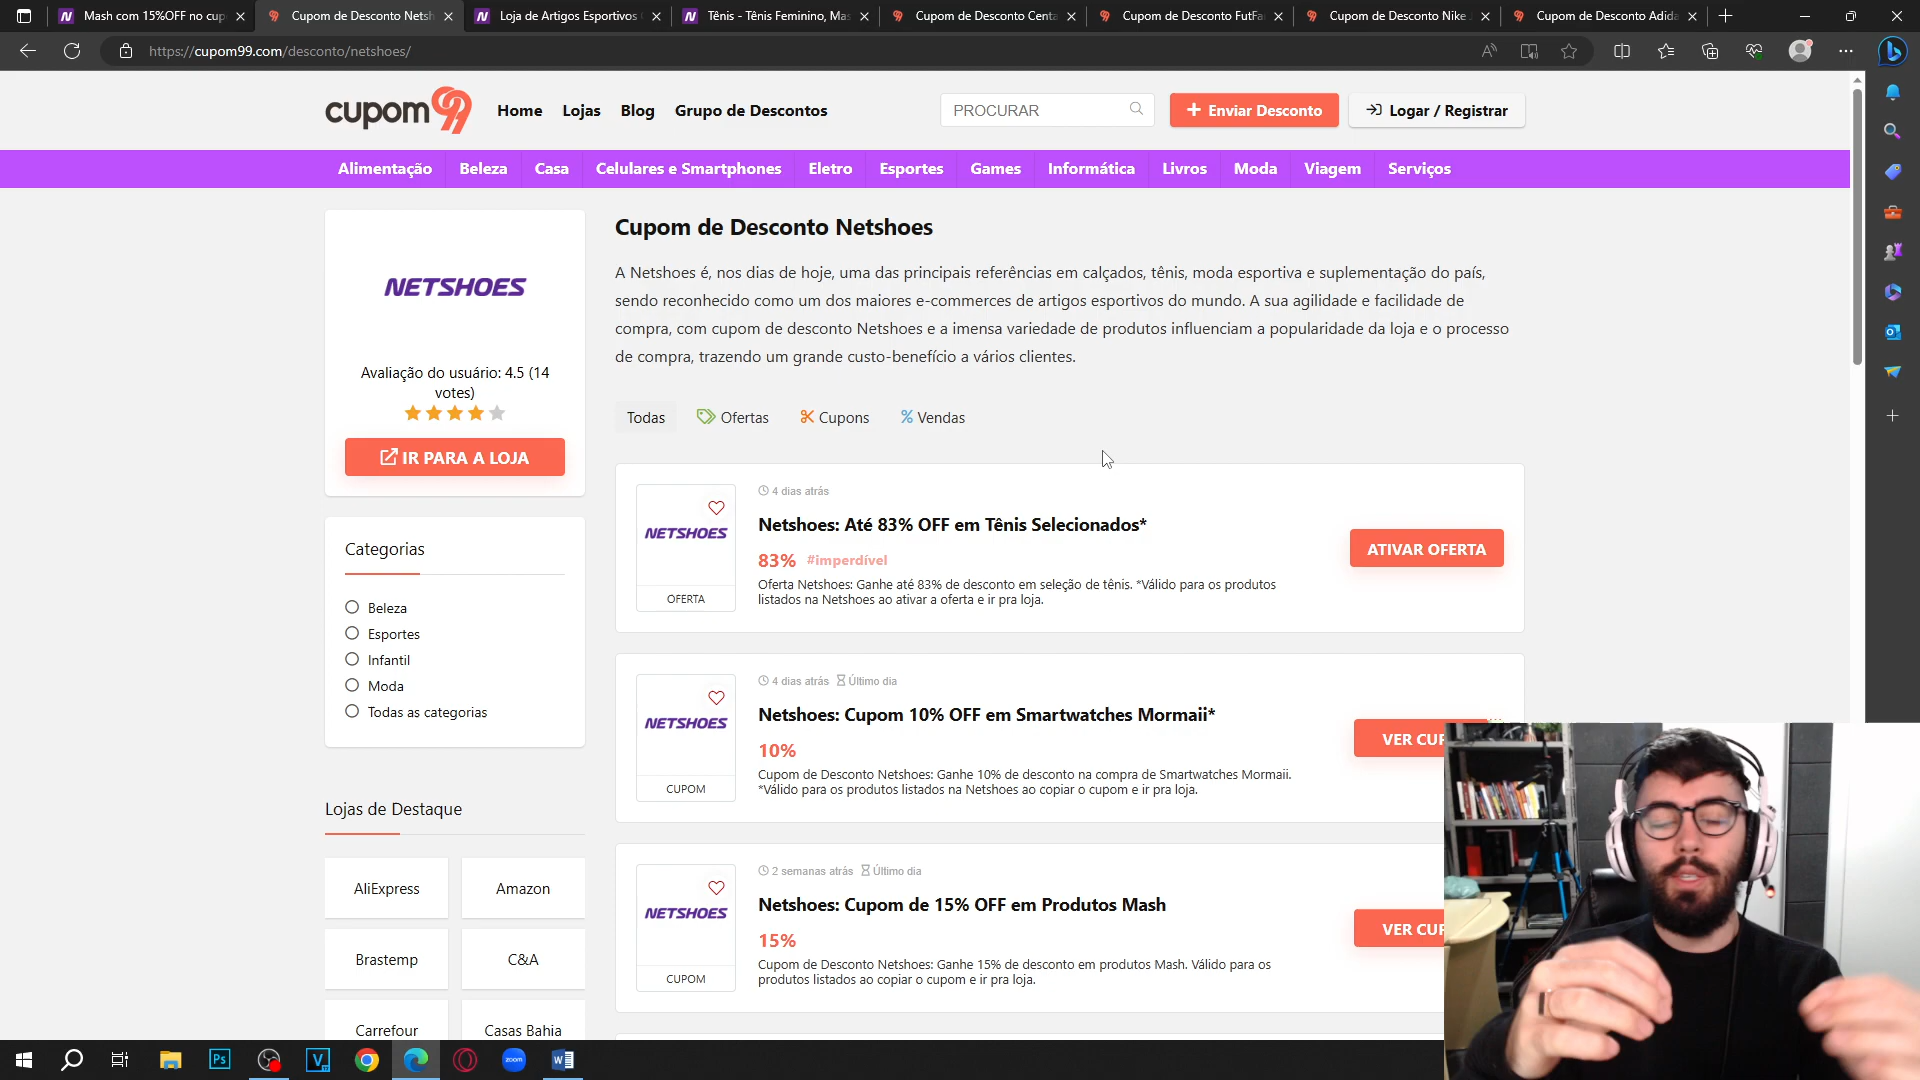 Mash com 15%OFF no cup
Cupom de Desconto Netsh
Loja de Artigos Esportivos
Tênis - Tênis Feminino, Mas
Cupom de Desconto Centa
Cupom de Desconto FutFa
Cupom de Desconto Nike
Cupom de Desconto Adida
https://cupom99.com/desconto/netshoes/
cupom99
Home
Lojas
Blog
Grupo de Descontos
PROCURAR
Enviar Desconto
Logar / Registrar
Alimentação
Beleza
Casa
Celulares e Smartphones
Eletro
Esportes
Games
Informática
Livros
Moda
Viagem
Serviços
NETSHOES
Avaliação do usuário: 4.5 (14
votes)
IR PARA A LOJA
Categorias
Beleza
Esportes
Infantil
Moda
Todas as categorias
Lojas de Destaque
AliExpress
Amazon
Brastemp
C&A
Carrefour
Casas Bahia
Cupom de Desconto Netshoes
A Netshoes é, nos dias de hoje, uma das principais referências em calçados, tênis, moda esportiva e suplementação do país,
sendo reconhecido como um dos maiores e-commerces de artigos esportivos do mundo. A sua agilidade e facilidade de
compra, com cupom de desconto Netshoes e a imensa variedade de produtos influenciam a popularidade da loja e o processo
de compra, trazendo um grande custo-benefício a vários clientes.
Todas
Ofertas
Cupons
% Vendas
NETSHOES
OFERTA
4 dias atrás
Netshoes: Até 83% OFF em Tênis Selecionados*
83% #imperdível
Oferta Netshoes: Ganhe até 83% de desconto em seleção de tênis. *Válido para os produtos
listados na Netshoes ao ativar a oferta e ir pra loja.
ATIVAR OFERTA
NETSHOES
CUPOM
4 dias atrás Último dia
Netshoes: Cupom 10% OFF em Smartwatches Mormaii*
10%
Cupom de Desconto Netshoes: Ganhe 10% de desconto na compra de Smartwatches Mormaii.
*Válido para os produtos listados na Netshoes ao copiar o cupom e ir pra loja.
VER CUP
NETSHOES
CUPOM
2 semanas atrás Último dia
Netshoes: Cupom de 15% OFF em Produtos Mash
15%
Cupom de Desconto Netshoes: Ganhe 15% de desconto em produtos Mash. Válido para os
produtos listados ao copiar o cupom e ir pra loja.
VER CUP
Ps
V
zoom
W